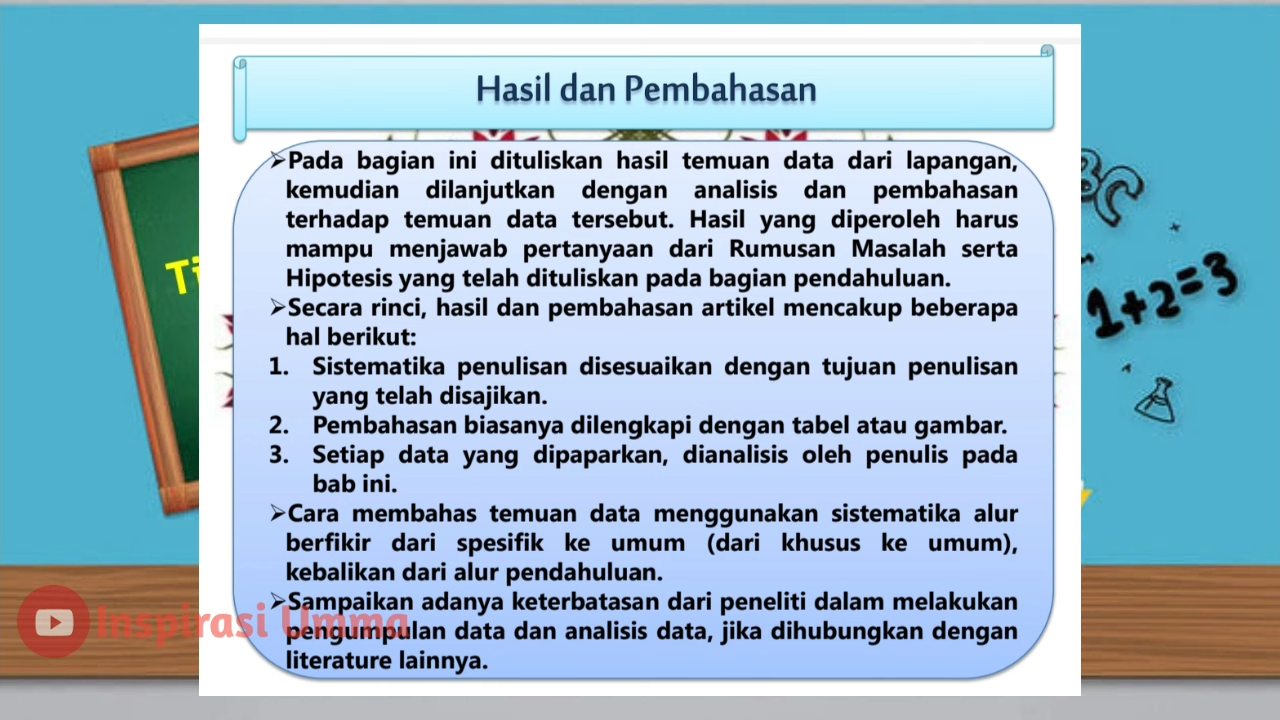 Hasil dan Pembahasan
➢Pada bagian ini dituliskan hasil temuan data dari lapangan,
kemudian dilanjutkan dengan analisis dan pembahasan
terhadap temuan data tersebut. Hasil yang diperoleh harus
mampu menjawab pertanyaan dari Rumusan Masalah serta
Hipotesis yang telah dituliskan pada bagian pendahuluan.
➢Secara rinci, hasil dan pembahasan artikel mencakup beberapa
hal berikut:
1. Sistematika penulisan disesuaikan dengan tujuan penulisan
yang telah disajikan.
2. Pembahasan biasanya dilengkapi dengan tabel atau gambar.
3. Setiap data yang dipaparkan, dianalisis oleh penulis pada
bab ini.
➢Cara membahas temuan data menggunakan sistematika alur
berfikir dari spesifik ke umum (dari khusus ke umum),
kebalikan dari alur pendahuluan.
➢Sampaikan adanya keterbatasan dari peneliti dalam melakukan
pengumpulan data dan analisis data, jika dihubungkan dengan
literature lainnya.
Inspirasi Umma
1+2=3